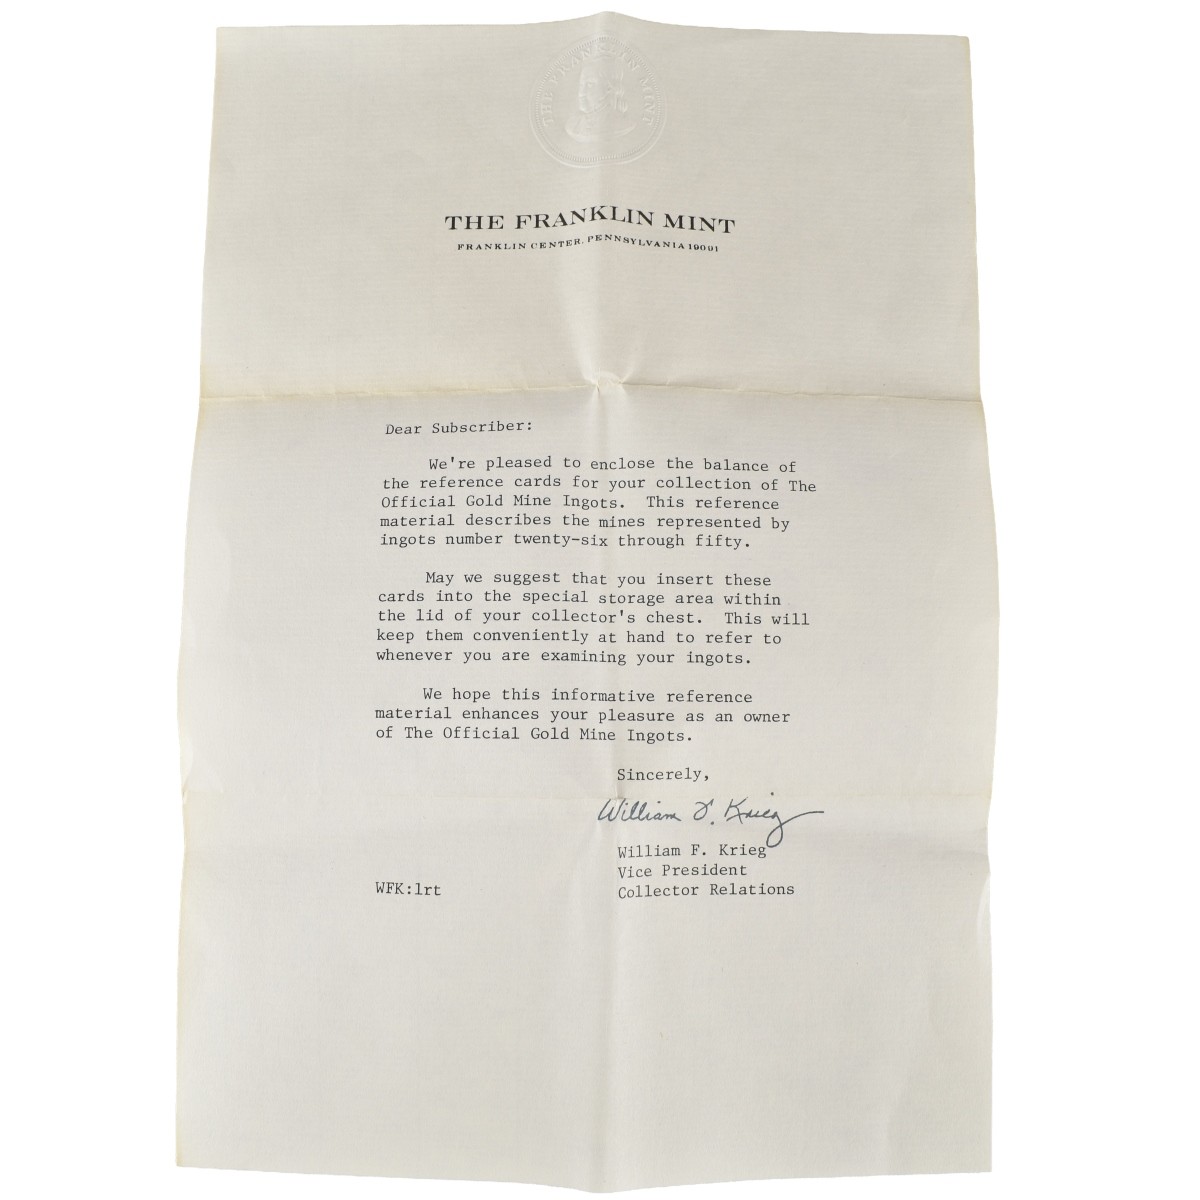 THE FRANKLIN MINT
THE FRANKLIN MINT
FRANKLIN CENTER, PENNSYLVANIA 19091
Dear Subscriber:
We're pleased to enclose the balance of
the reference cards for your collection of The
Official Gold Mine Ingots. This reference
material describes the mines represented by
ingots number twenty-six through fifty.
May we suggest that you insert these
cards into the special storage area within
the lid of your collector's chest. This will
keep them conveniently at hand to refer to
whenever you are examining your ingots.
We hope this informative reference
material enhances your pleasure as an owner
of The Official Gold Mine Ingots.
Sincerely,
William F. Krieg
William F. Krieg
Vice President
WFK:lrt Collector Relations